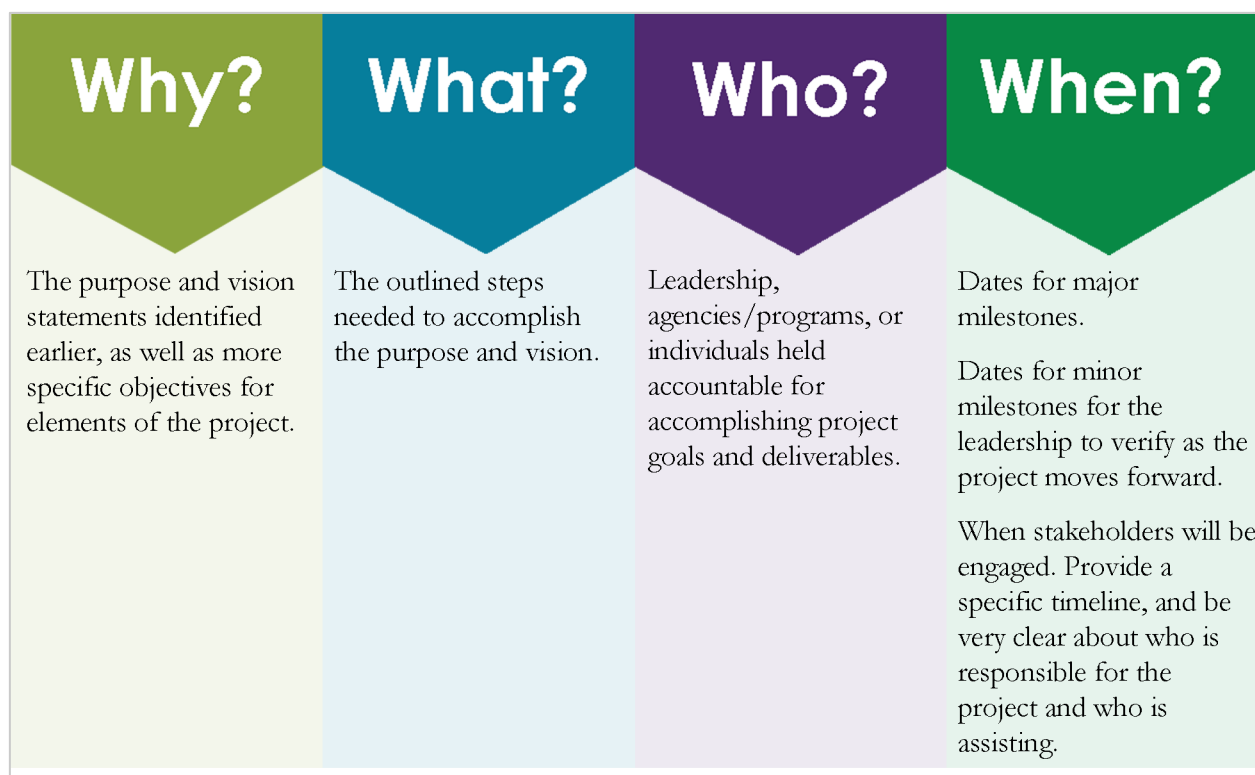 Why?
The purpose and vision
statements identified
earlier, as well as more
specific objectives for
elements of the project.
What?
The outlined steps
needed to accomplish
the purpose and vision.
Who?
Leadership,
agencies/programs, or
individuals held
accountable for
accomplishing project
goals and deliverables.
When?
Dates for major
milestones.
Dates for minor
milestones for the
leadership to verify as the
project moves forward.
When stakeholders will be
engaged. Provide a
specific timeline, and be
very clear about who is
responsible for the
project and who is
assisting.